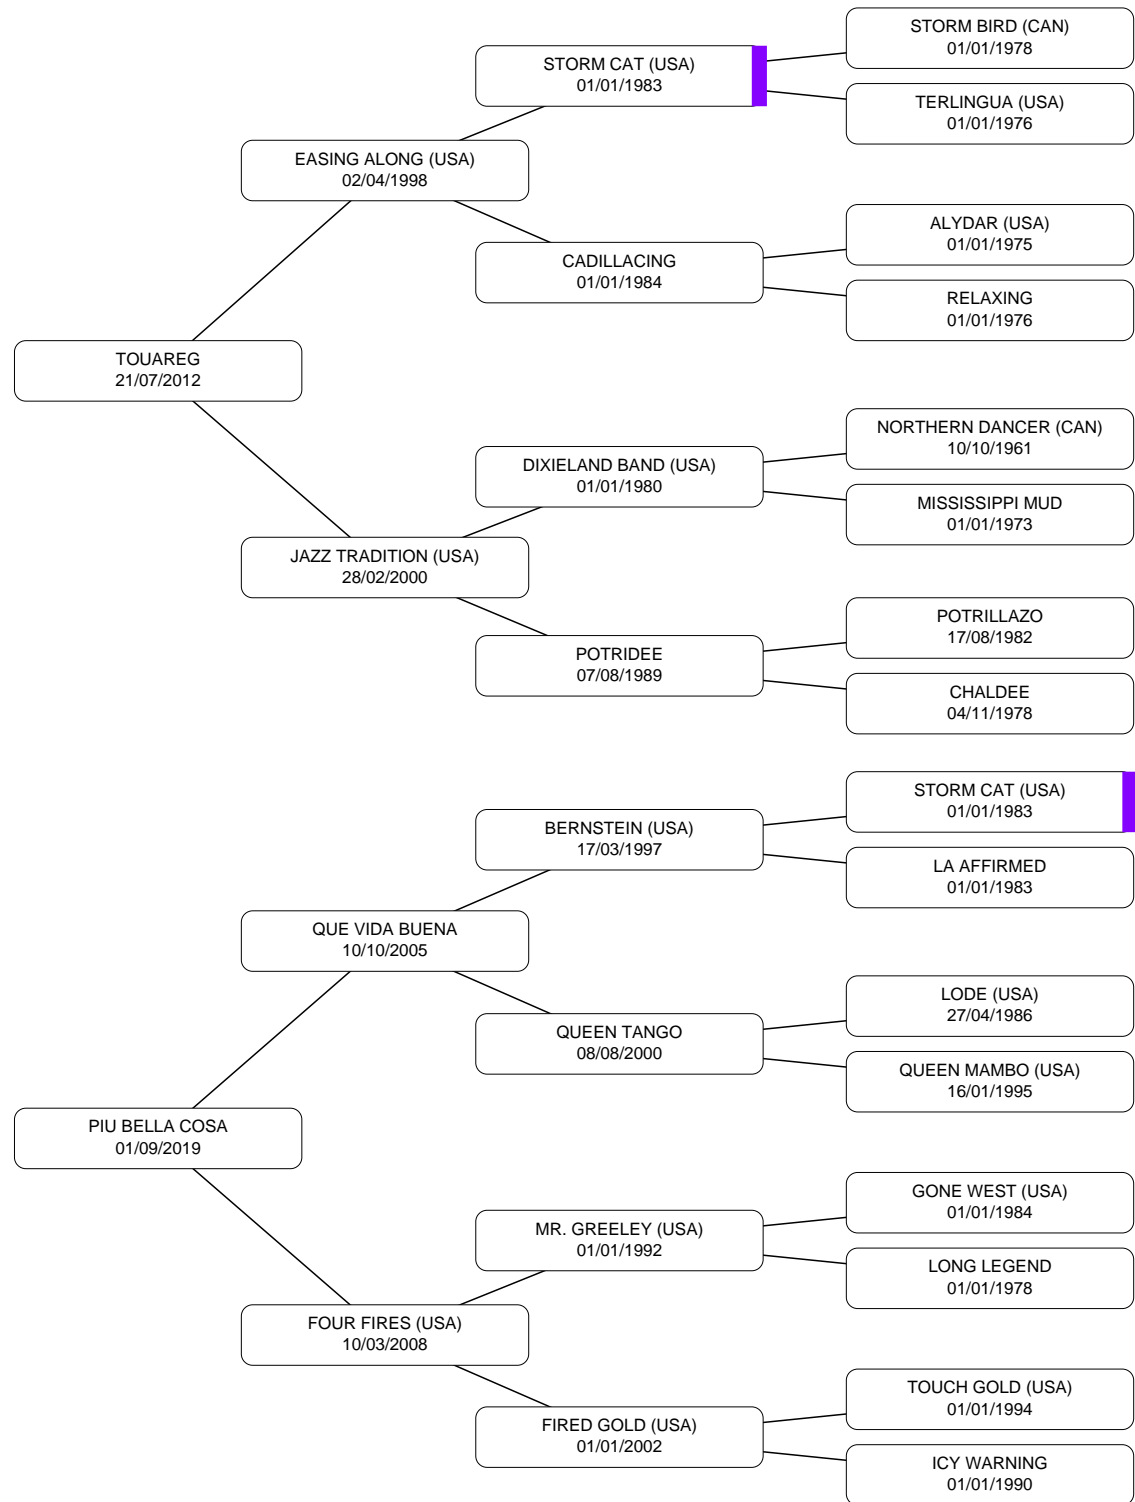 STORM BIRD (CAN)
01/01/1978
STORM CAT (USA)
01/01/1983
TERLINGUA (USA)
01/01/1976
EASING ALONG (USA)
02/04/1998
ALYDAR (USA)
01/01/1975
CADILLACING
01/01/1984
RELAXING
01/01/1976
TOUAREG
21/07/2012
NORTHERN DANCER (CAN)
10/10/1961
DIXIELAND BAND (USA)
01/01/1980
MISSISSIPPI MUD
01/01/1973
JAZZ TRADITION (USA)
28/02/2000
POTRILLAZO
17/08/1982
POTRIDEE
07/08/1989
CHALDEE
04/11/1978
STORM CAT (USA)
01/01/1983
BERNSTEIN (USA)
17/03/1997
LA AFFIRMED
01/01/1983
QUE VIDA BUENA
10/10/2005
LODE (USA)
27/04/1986
QUEEN TANGO
08/08/2000
QUEEN MAMBO (USA)
16/01/1995
PIU BELLA COSA
01/09/2019
GONE WEST (USA)
01/01/1984
MR. GREELEY (USA)
01/01/1992
LONG LEGEND
01/01/1978
FOUR FIRES (USA)
10/03/2008
TOUCH GOLD (USA)
01/01/1994
FIRED GOLD (USA)
01/01/2002
ICY WARNING
01/01/1990